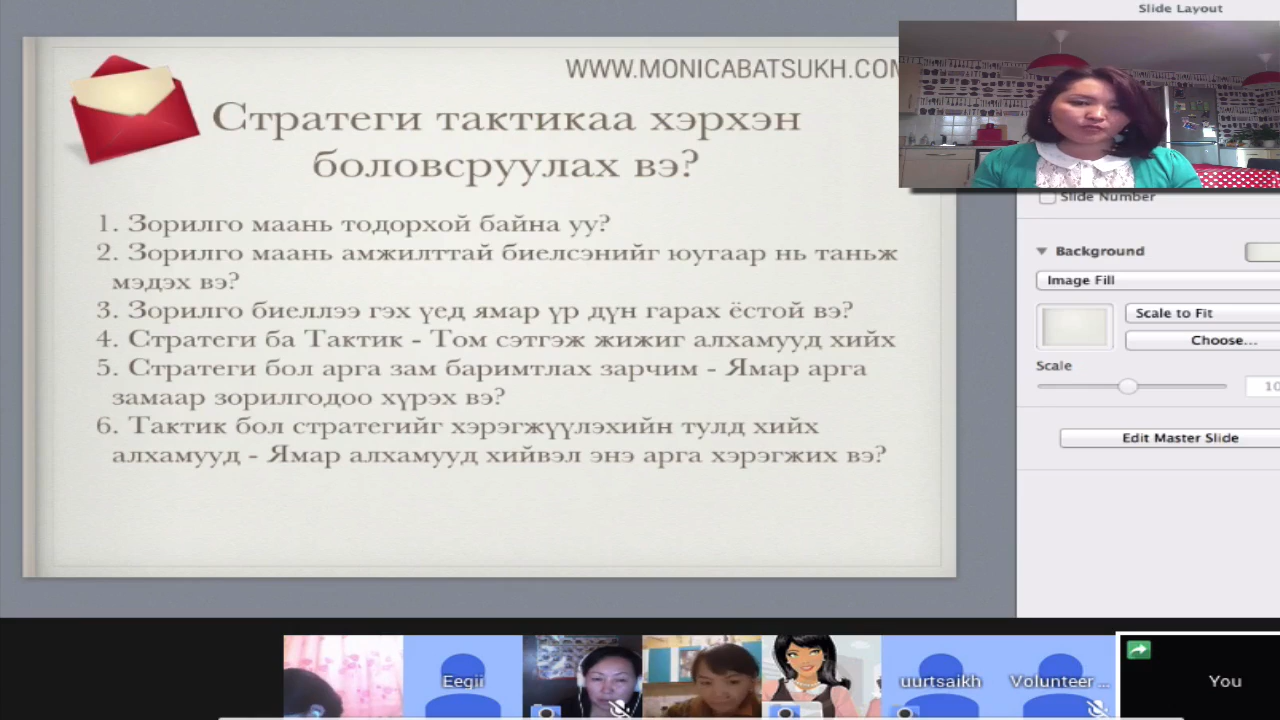 Slide Layout
WWW.MONICABATSUKH.COM
Стратеги тактикаа хэрхэн
боловсруулах вэ?
1. Зорилго маань тодорхой байна уу?
2. Зорилго маань амжилттай биелсэнийг юугаар нь таньж
мэдэх вэ?
3. Зорилго биеллээ гэх үед ямар үр дүн гарах ёстой вэ?
4. Стратеги ба Тактик - Том сэтгэж жижиг алхамууд хийх
5. Стратеги бол арга зам баримтлах зарчим - Ямар арга
замаар зорилгодоо хүрэх вэ?
6. Тактик бол стратегийг хэрэгжүүлэхийн тулд хийх
алхамууд - Ямар алхамууд хийвэл энэ арга хэрэгжих вэ?
Slide Number
Background
Image Fill
Scale to Fit
Choose...
Scale
10
Edit Master Slide
Eegii
uurtsaikh
Volunteer ...
You